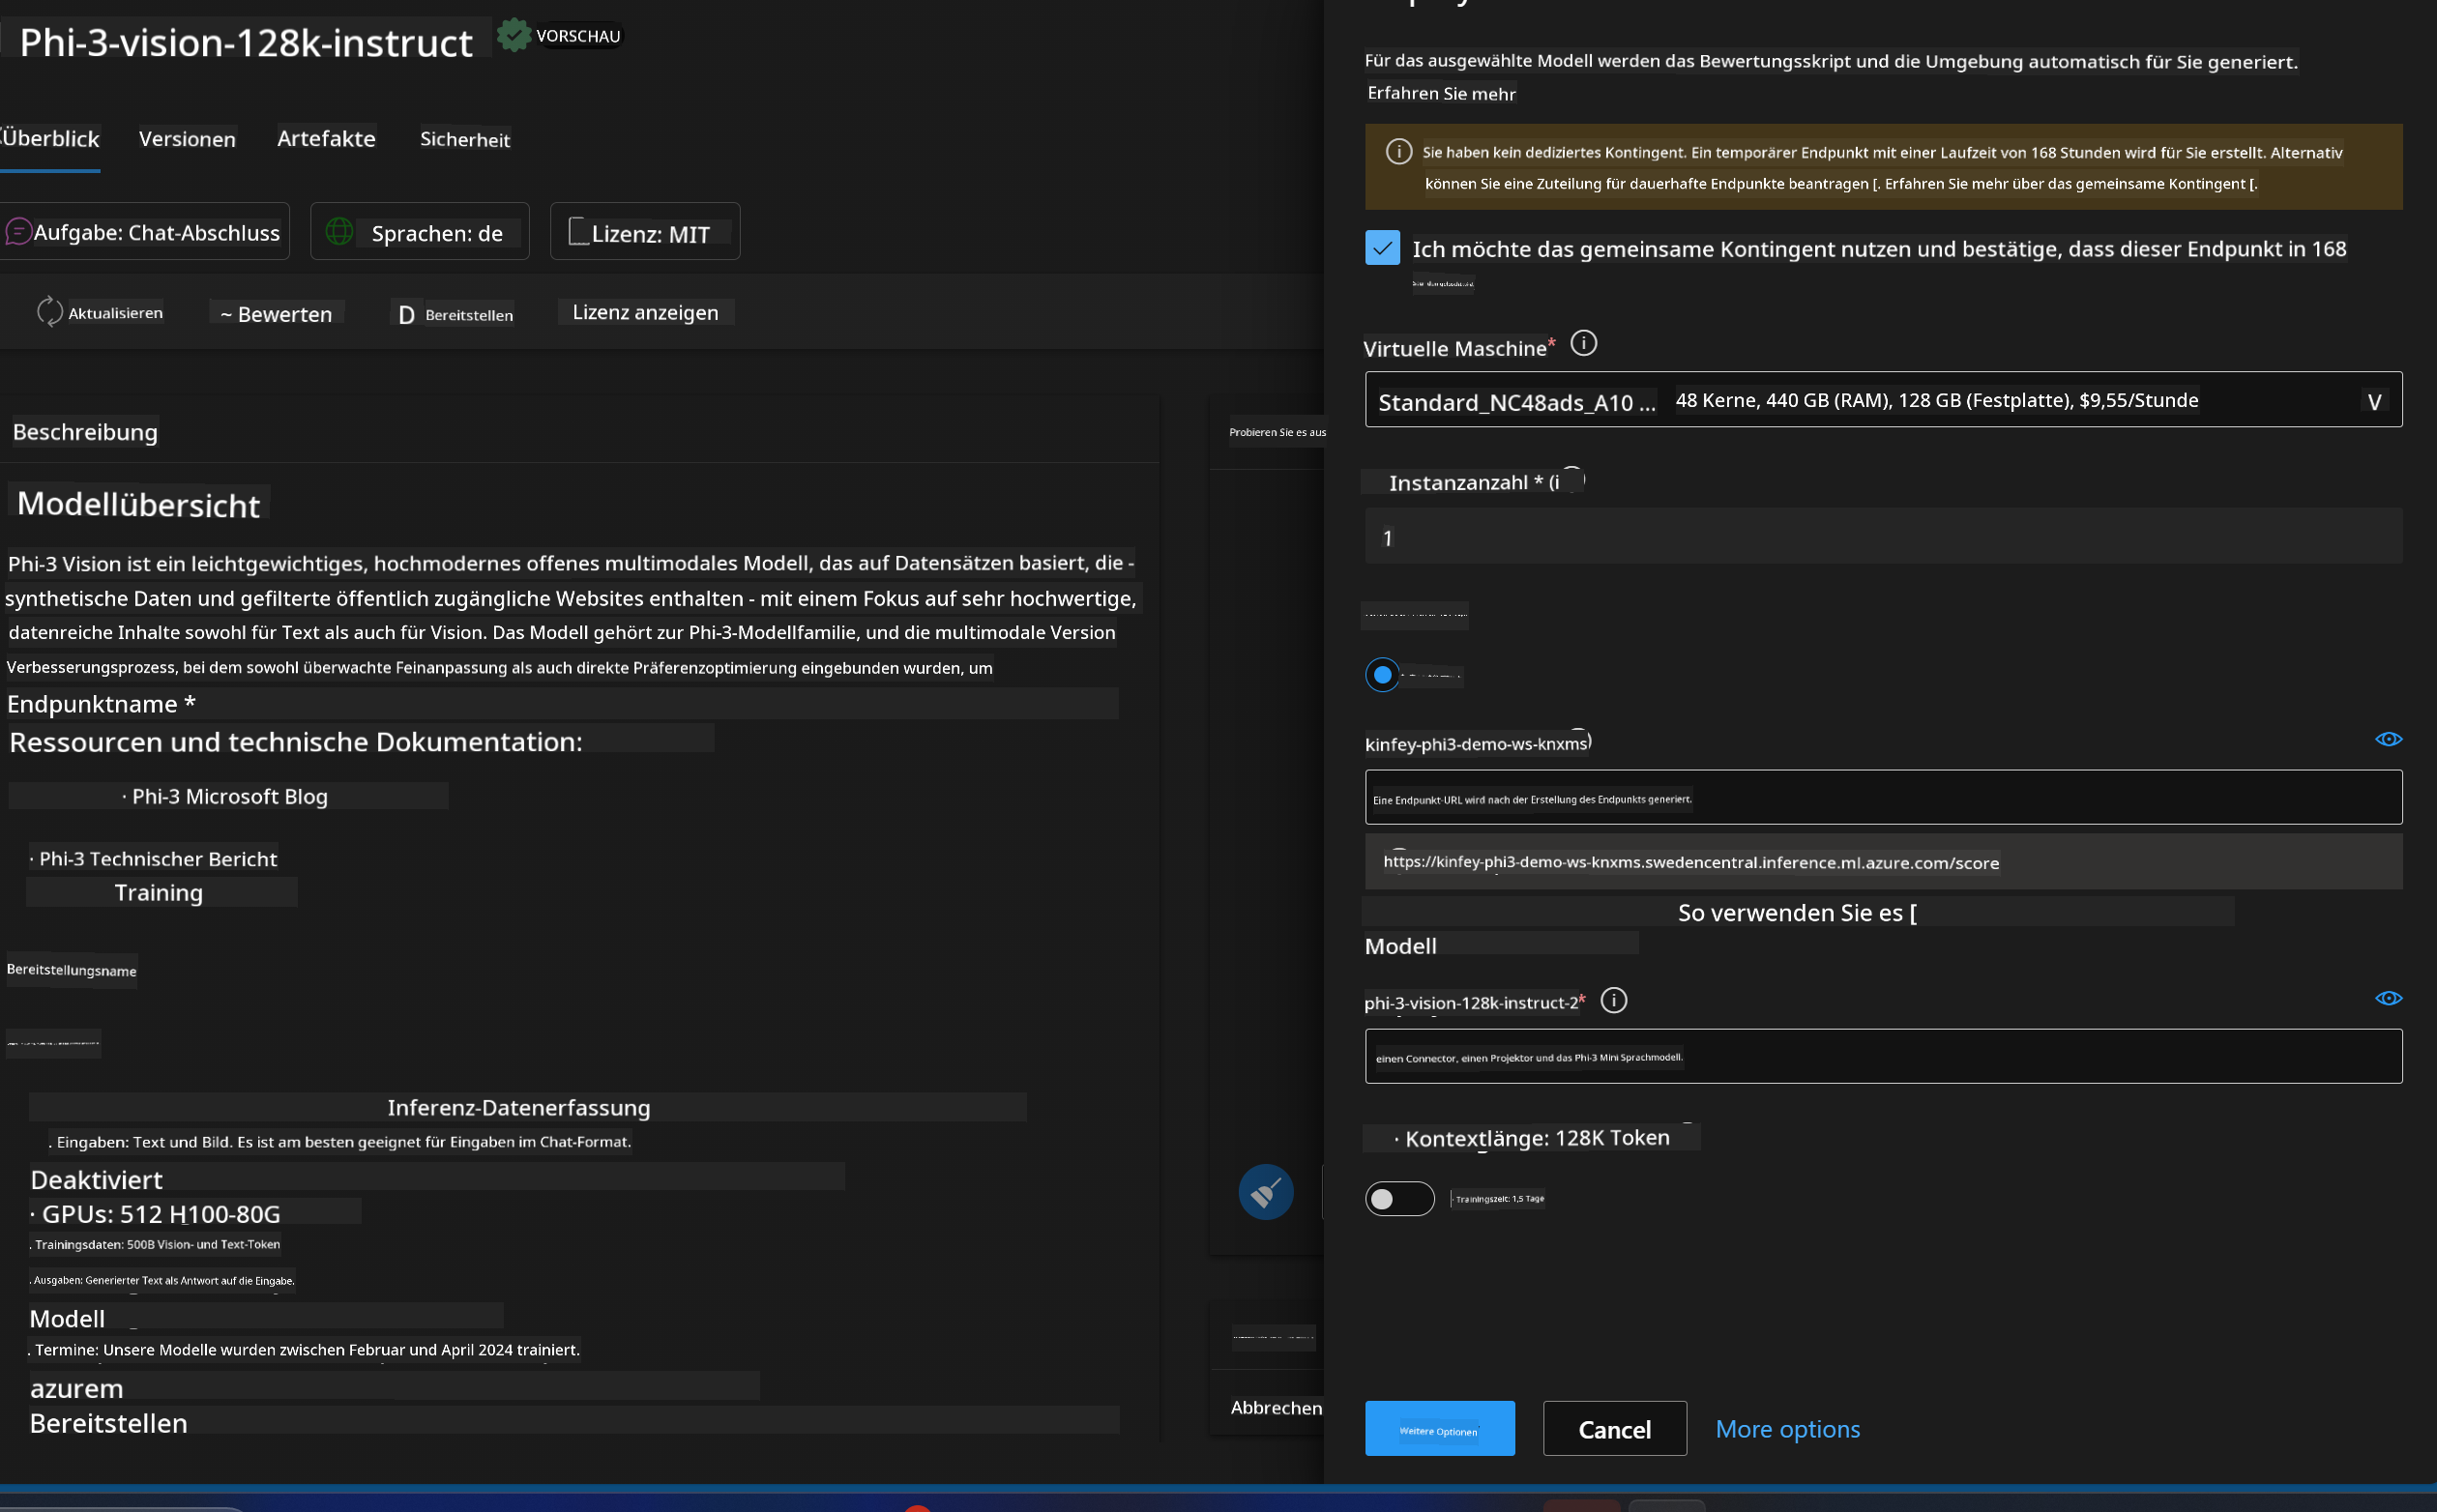 Phi-3-vision-128k-instruct VORSCHAU
Überblick Versionen Artefakte Sicherheit
Aufgabe: Chat-Abschluss Sprachen: de Lizenz: MIT
Aktualisieren ~ Bewerten D Bereitstellen Lizenz anzeigen
Beschreibung
Modellübersicht
Phi-3 Vision ist ein leichtgewichtiges, hochmodernes offenes multimodales Modell, das auf Datensätzen basiert, die -
synthetische Daten und gefilterte öffentlich zugängliche Websites enthalten - mit einem Fokus auf sehr hochwertige,
datenreiche Inhalte sowohl für Text als auch für Vision. Das Modell gehört zur Phi-3-Modellfamilie, und die multimodale Version
Verbesserungsprozess, bei dem sowohl überwachte Feinanpassung als auch direkte Präferenzoptimierung eingebunden wurden, um
Endpunktname *
Ressourcen und technische Dokumentation:
· Phi-3 Microsoft Blog
· Phi-3 Technischer Bericht
Training
Bereitstellungsname
Inferenz-Datenerfassung
. Eingaben: Text und Bild. Es ist am besten geeignet für Eingaben im Chat-Format.
Deaktiviert
· GPUs: 512 H100-80G
. Trainingsdaten: 500B Vision- und Text-Token
. Ausgaben: Generierter Text als Antwort auf die Eingabe.
Modell
. Termine: Unsere Modelle wurden zwischen Februar und April 2024 trainiert.
azurem
Bereitstellen
Probieren Sie es aus
Abbrechen
Für das ausgewählte Modell werden das Bewertungsskript und die Umgebung automatisch für Sie generiert.
Erfahren Sie mehr
Sie haben kein dediziertes Kontingent. Ein temporärer Endpunkt mit einer Laufzeit von 168 Stunden wird für Sie erstellt. Alternativ
können Sie eine Zuteilung für dauerhafte Endpunkte beantragen [. Erfahren Sie mehr über das gemeinsame Kontingent [.
Ich möchte das gemeinsame Kontingent nutzen und bestätige, dass dieser Endpunkt in 168
Virtuelle Maschine*
Standard_NC48ads_A10 ... 48 Kerne, 440 GB (RAM), 128 GB (Festplatte), $9,55/Stunde V
Instanzanzahl * (i
1
kinfey-phi3-demo-ws-knxms
Eine Endpunkt-URL wird nach der Erstellung des Endpunkts generiert.
https://kinfey-phi3-demo-ws-knxms.swedencentral.inference.ml.azure.com/score
So verwenden Sie es [
Modell
phi-3-vision-128k-instruct-2*
einen Connector, einen Projektor und das Phi-3 Mini Sprachmodell.
· Kontextlänge: 128K Token
· Trainingszeit: 1,5 Tage
Weitere Optionen Cancel More options